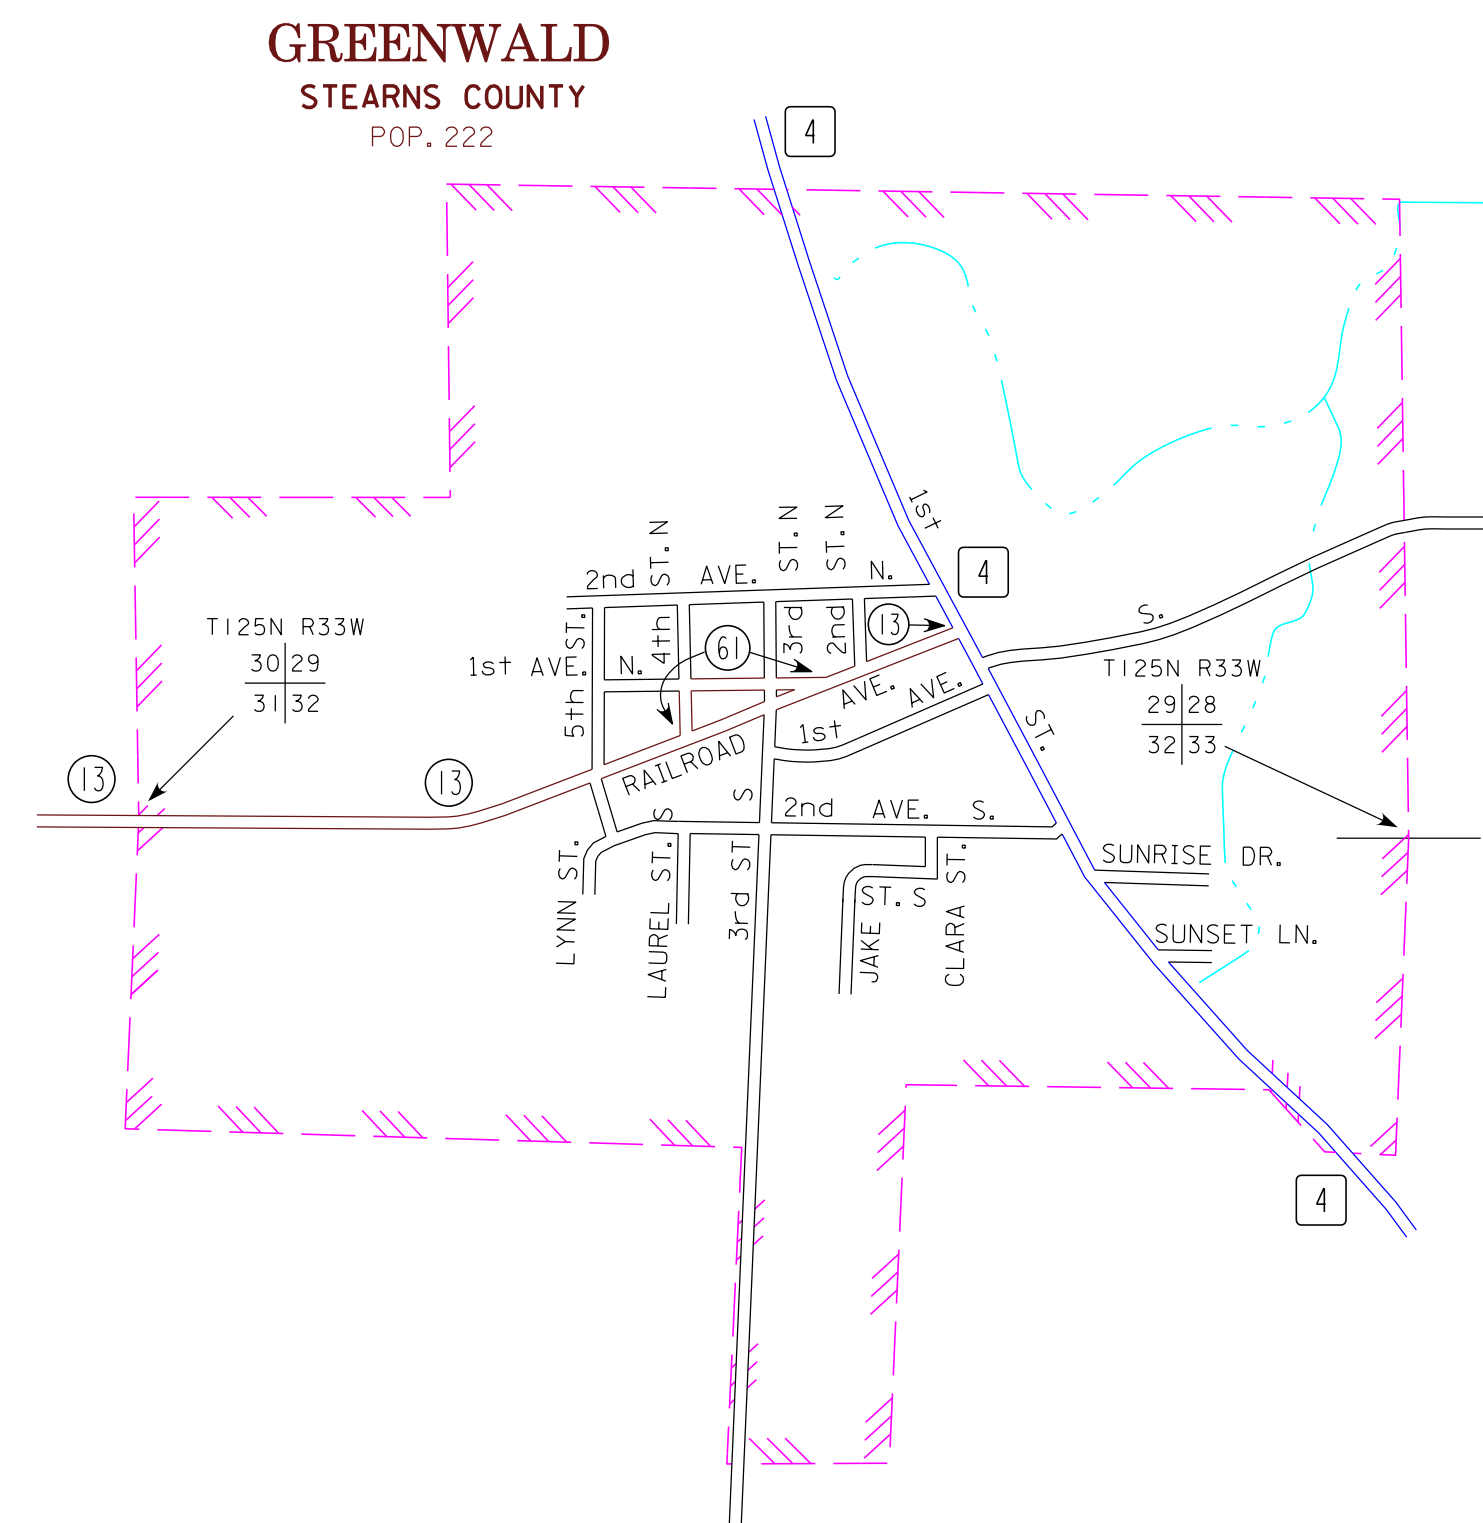 GREENWALD
STEARNS COUNTY
POP. 222
4
1st
ST. N
ST. N
ST. N
2nd AVE. N.
4
T125N R33W
30 29
31 32
1st AVE. N.
5th ST.
4th
61
3rd
2nd
13
S.
T125N R33W
29 28
32 33
AVE.
1st AVE.
ST.
RAILROAD
13
13
S
S
2nd AVE. S.
LYNN ST.
LAUREL ST.
3rd ST
JAKE
ST. S
CLARA ST.
SUNRISE DR.
SUNSET LN.
4